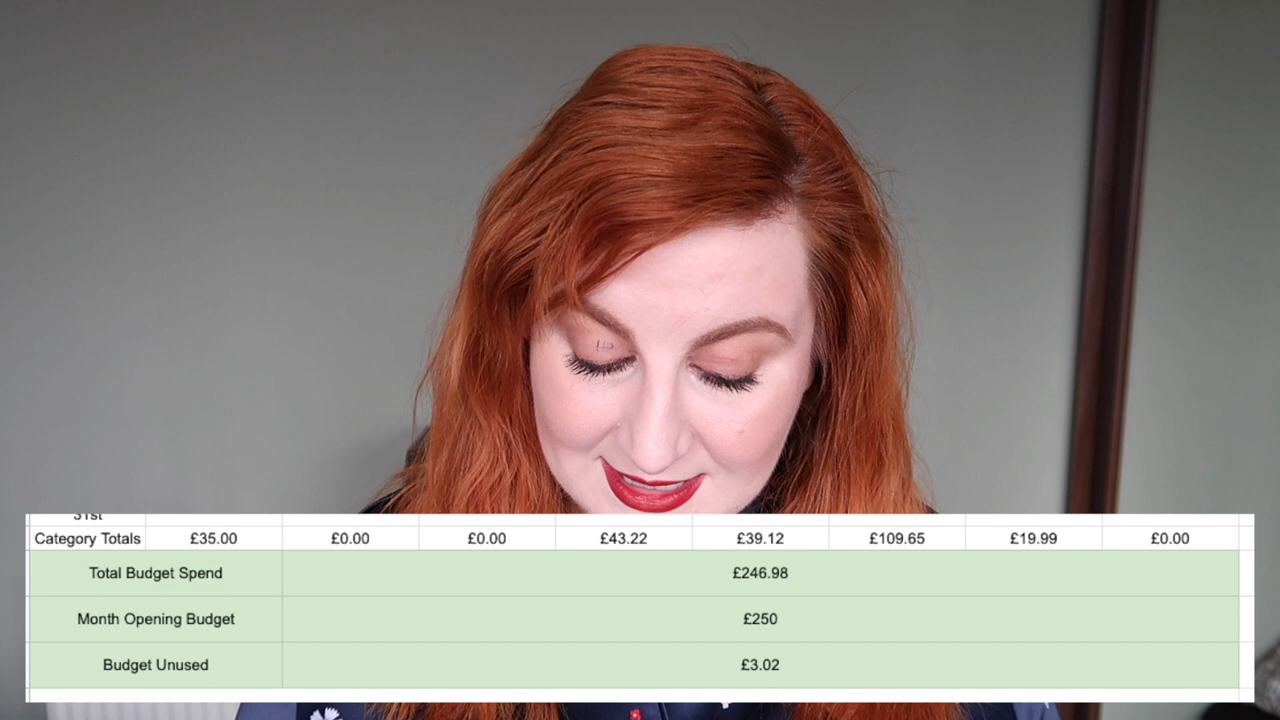 31st
Category Totals £35.00 £0.00 £0.00 £43.22 £39.12 £109.65 £19.99 £0.00
Total Budget Spend £246.98
Month Opening Budget £250
Budget Unused £3.02